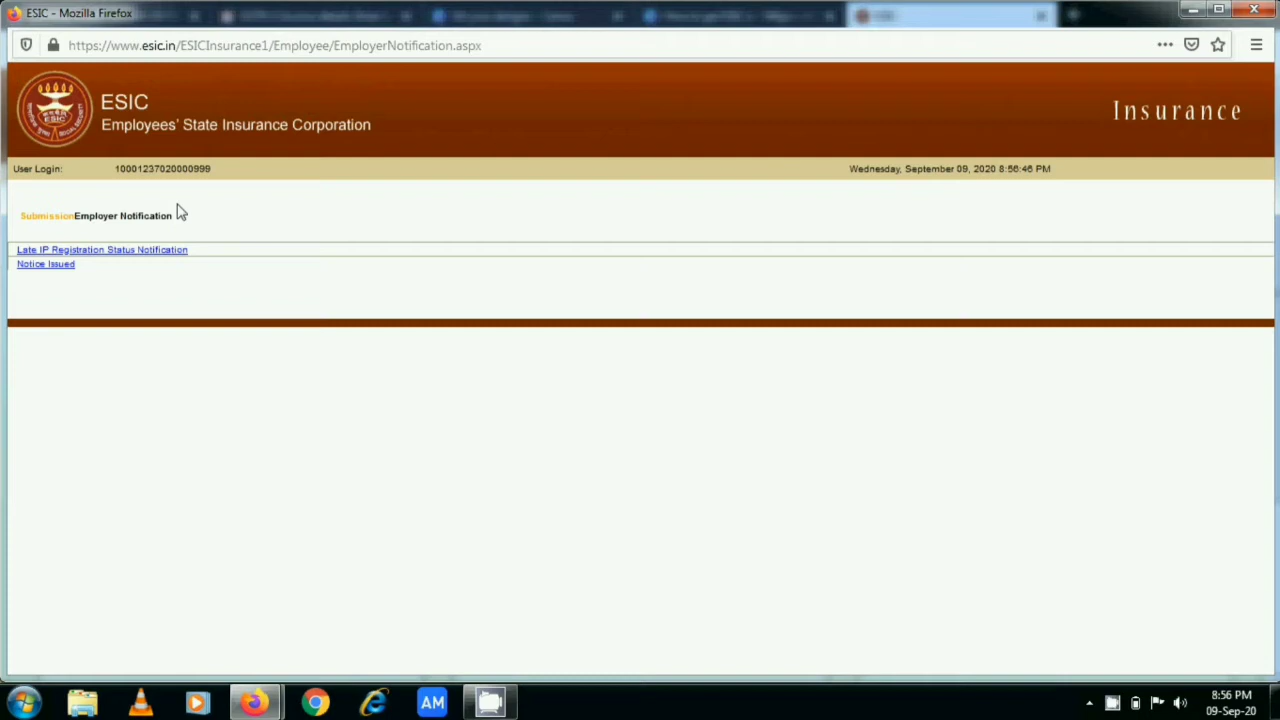 ESIC - Mozilla Firefox
https://www.esic.in/ESICInsurance1/Employee/EmployerNotification.aspx
ESIC
Employees' State Insurance Corporation
Insurance
User Login: 10001237020000999 Wednesday, September 09, 2020 8:56:46 PM
SubmissionEmployer Notification
Late IP Registration Status Notification
Notice Issued
AM
8:56 PM
09-Sep-20